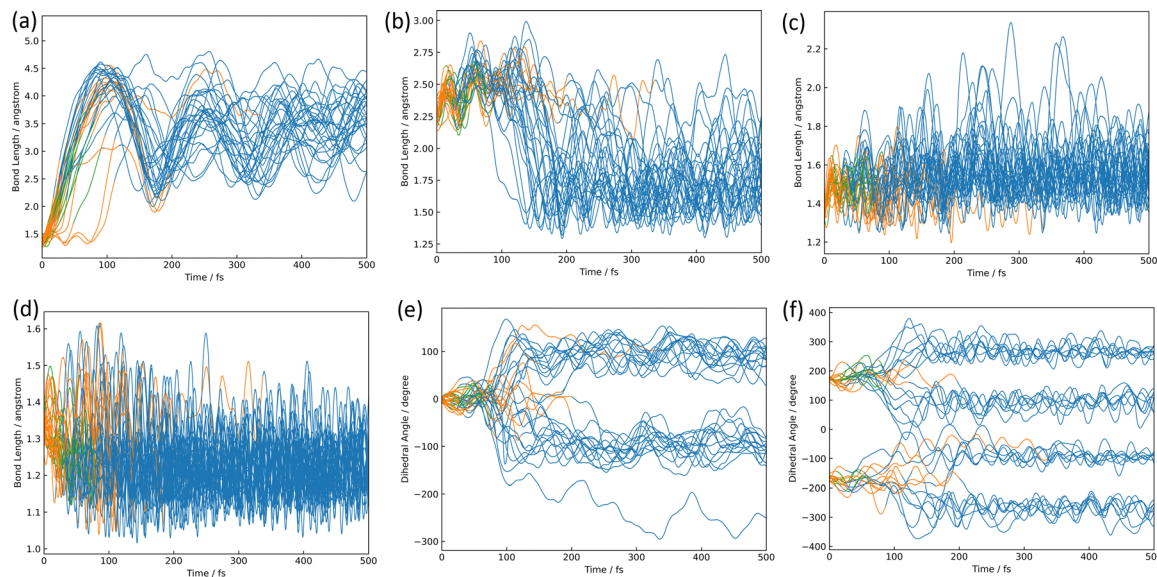 (a)
5.0
4.5
4.0
3.5
3.0
2.5
2.0
1.5
Bond Length / angstrom
0 100 200 300 400 500
Time / fs
(b)
3.00
2.75
2.50
2.25
2.00
1.75
1.50
1.25
Bond Length / angstrom
0 100 200 300 400 500
Time / fs
(c)
2.2
2.0
1.8
1.6
1.4
1.2
Bond Length / angstrom
0 100 200 300 400 500
Time / fs
(d)
1.6
1.5
1.4
1.3
1.2
1.1
1.0
Bond Length / angstrom
0 100 200 300 400 500
Time / fs
(e)
100
0
−100
−200
−300
Dihedral Angle / degree
0 100 200 300 400 500
Time / fs
(f)
400
300
200
100
0
−100
−200
−300
−400
Dihedral Angle / degree
0 100 200 300 400 500
Time / fs